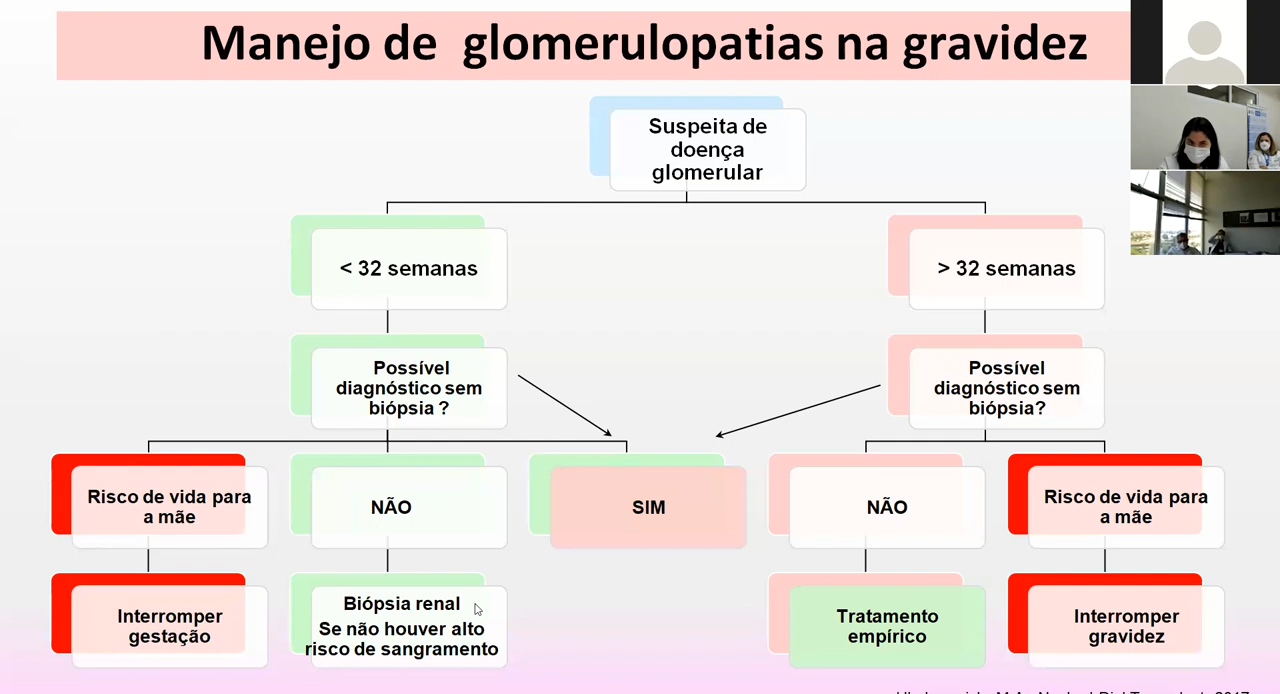 Manejo de glomerulopatias na gravidez
Suspeita de
doença
glomerular
< 32 semanas
> 32 semanas
Possível
diagnóstico sem
biópsia ?
Possível
diagnóstico sem
biópsia?
Risco de vida para
a mãe
NÃO
SIM
NÃO
Risco de vida para
a mãe
Interromper
gestação
Biópsia renal
Se não houver alto
risco de sangramento
Tratamento
empírico
Interromper
gravidez